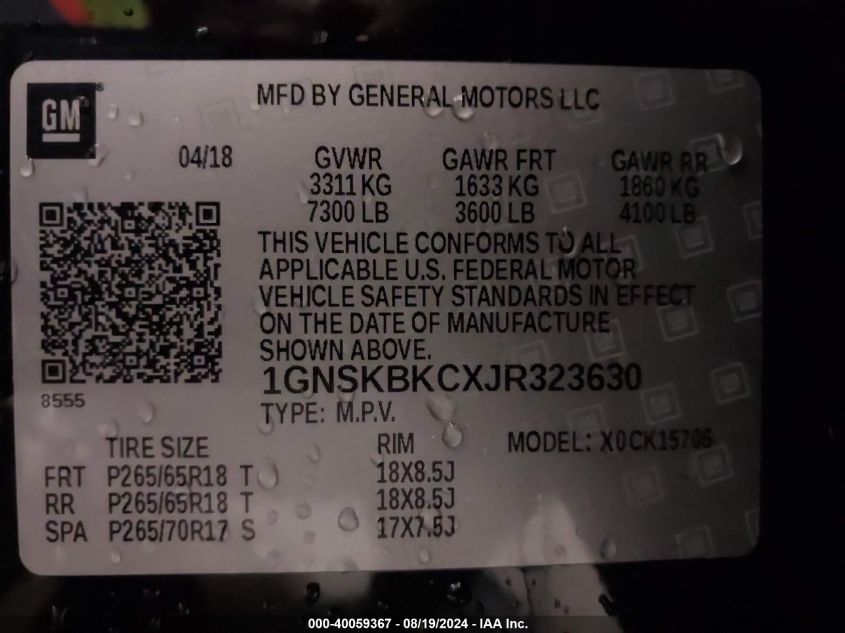 GM
MFD BY GENERAL MOTORS LLC
04/18 GVWR GAWR FRT GAWR RR
3311 KG 1633 KG 1860 KG
7300 LB 3600 LB 4100 LB
THIS VEHICLE CONFORMS TO ALL
APPLICABLE U.S. FEDERAL MOTOR
VEHICLE SAFETY STANDARDS IN EFFECT
ON THE DATE OF MANUFACTURE
SHOWN ABOVE.
1GNSKBKCXJR323630
8555
TYPE: M.P.V.
TIRE SIZE RIM MODEL: X0CK15706
FRT P265/65R18 T 18X8.5J
RR P265/65R18 T 18X8.5J
SPA P265/70R17 S 17X7.5J
000-40059367 - 08/19/2024 - IAA Inc.